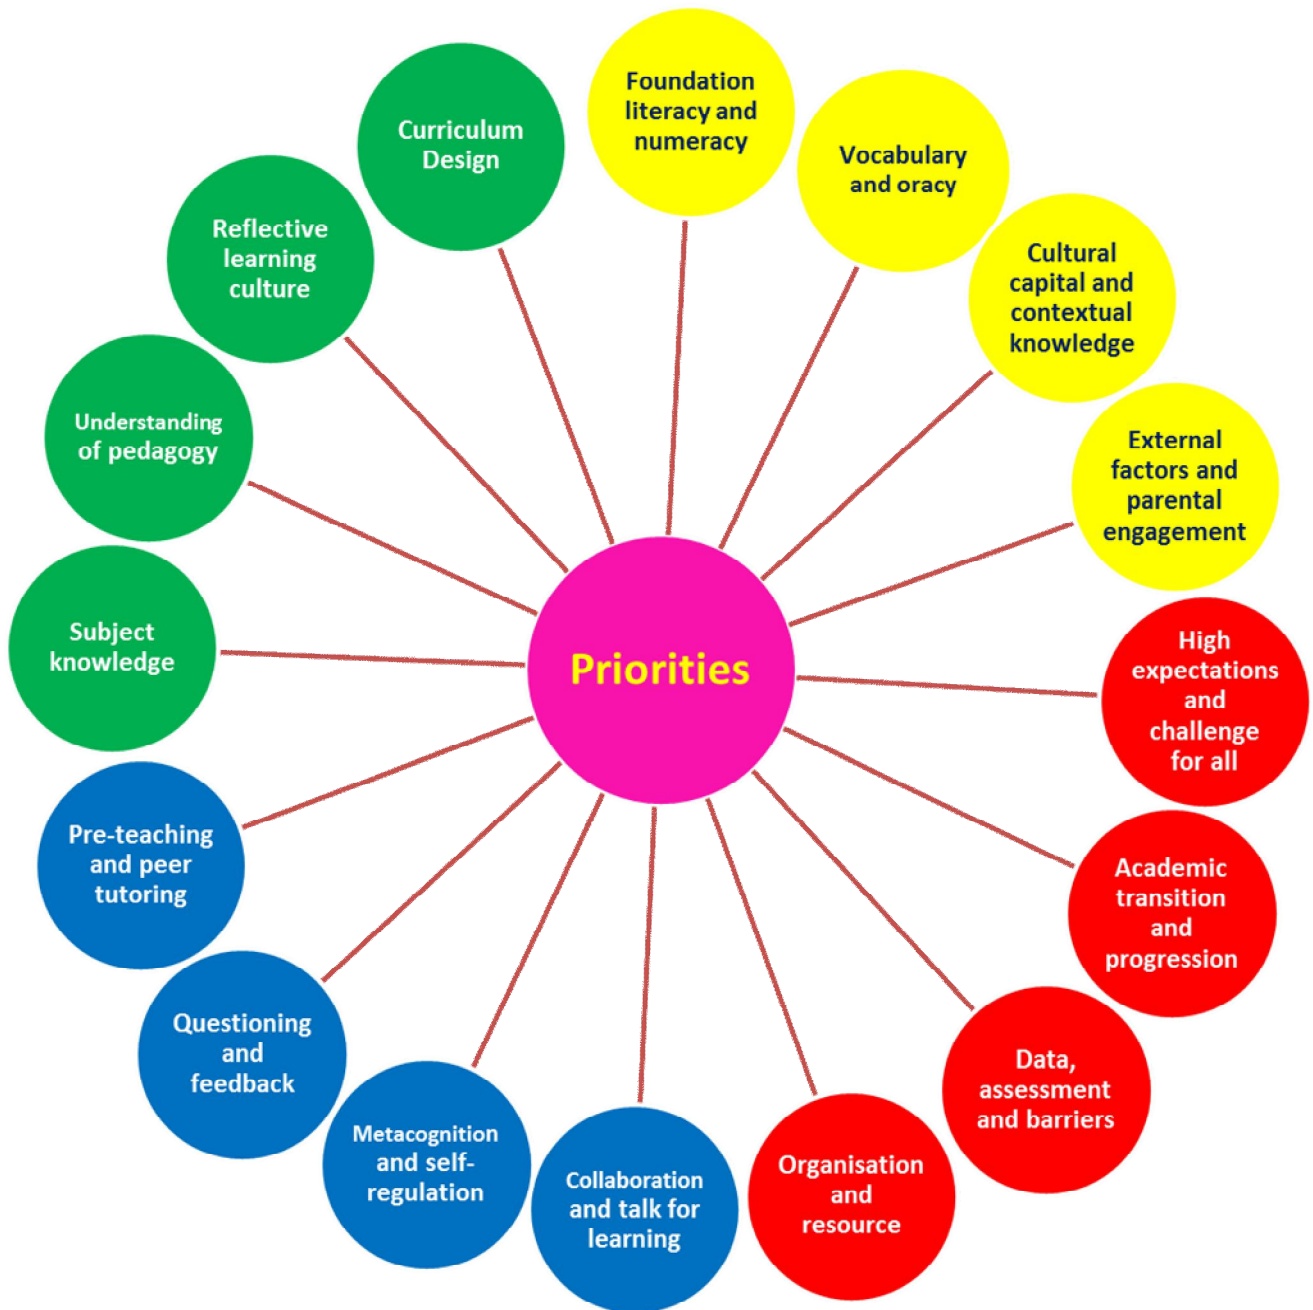 Foundation
literacy and
numeracy
Vocabulary
and oracy
Cultural
capital and
contextual
knowledge
External
factors and
parental
engagement
High
expectations
and
challenge
for all
Academic
transition
and
progression
Data,
assessment
and barriers
Organisation
and
resource
Collaboration
and talk for
learning
Metacognition
and self-
regulation
Questioning
and
feedback
Pre-teaching
and peer
tutoring
Subject
knowledge
Understanding
of pedagogy
Reflective
learning
culture
Curriculum
Design
Priorities